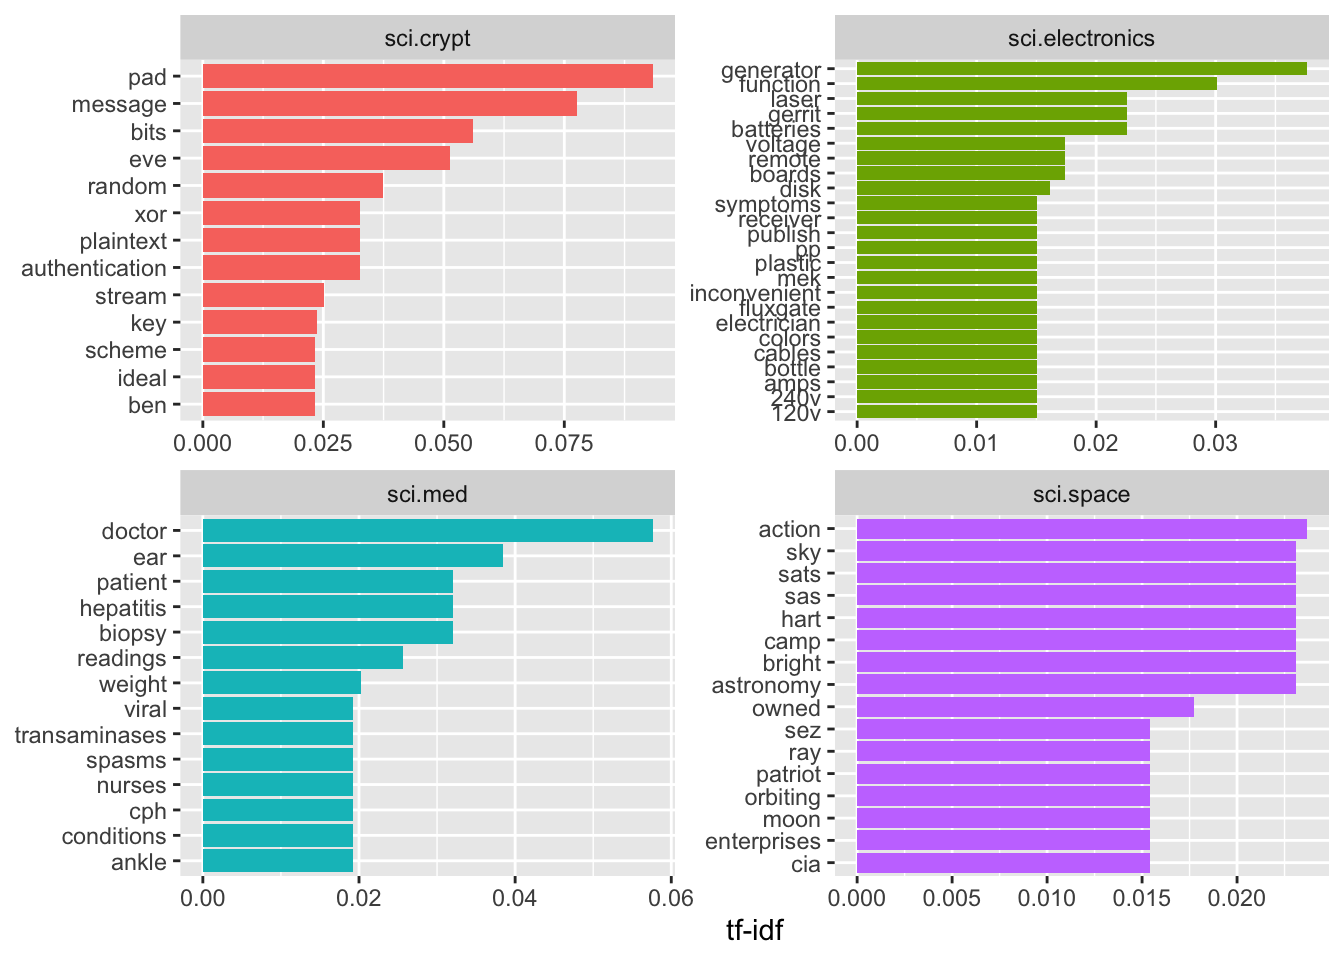 sci.crypt
pad
message
bits
eve
random
xor
plaintext
authentication
stream
key
scheme
ideal
ben
0.000 0.025 0.050 0.075
sci.electronics
generator
function
laser
gerrit
batteries
voltage
remote
boards
disk
symptoms
receiver
publish
pp
plastic
mek
inconvenient
fluxgate
electrician
colors
cables
bottle
amps
240v
120v
0.00 0.01 0.02 0.03
sci.med
doctor
ear
patient
hepatitis
biopsy
readings
weight
viral
transaminases
spasms
nurses
cph
conditions
ankle
0.00 0.02 0.04 0.06
sci.space
action
sky
sats
sas
hart
camp
bright
astronomy
owned
sez
ray
patriot
orbiting
moon
enterprises
cia
0.000 0.005 0.010 0.015 0.020
tf-idf